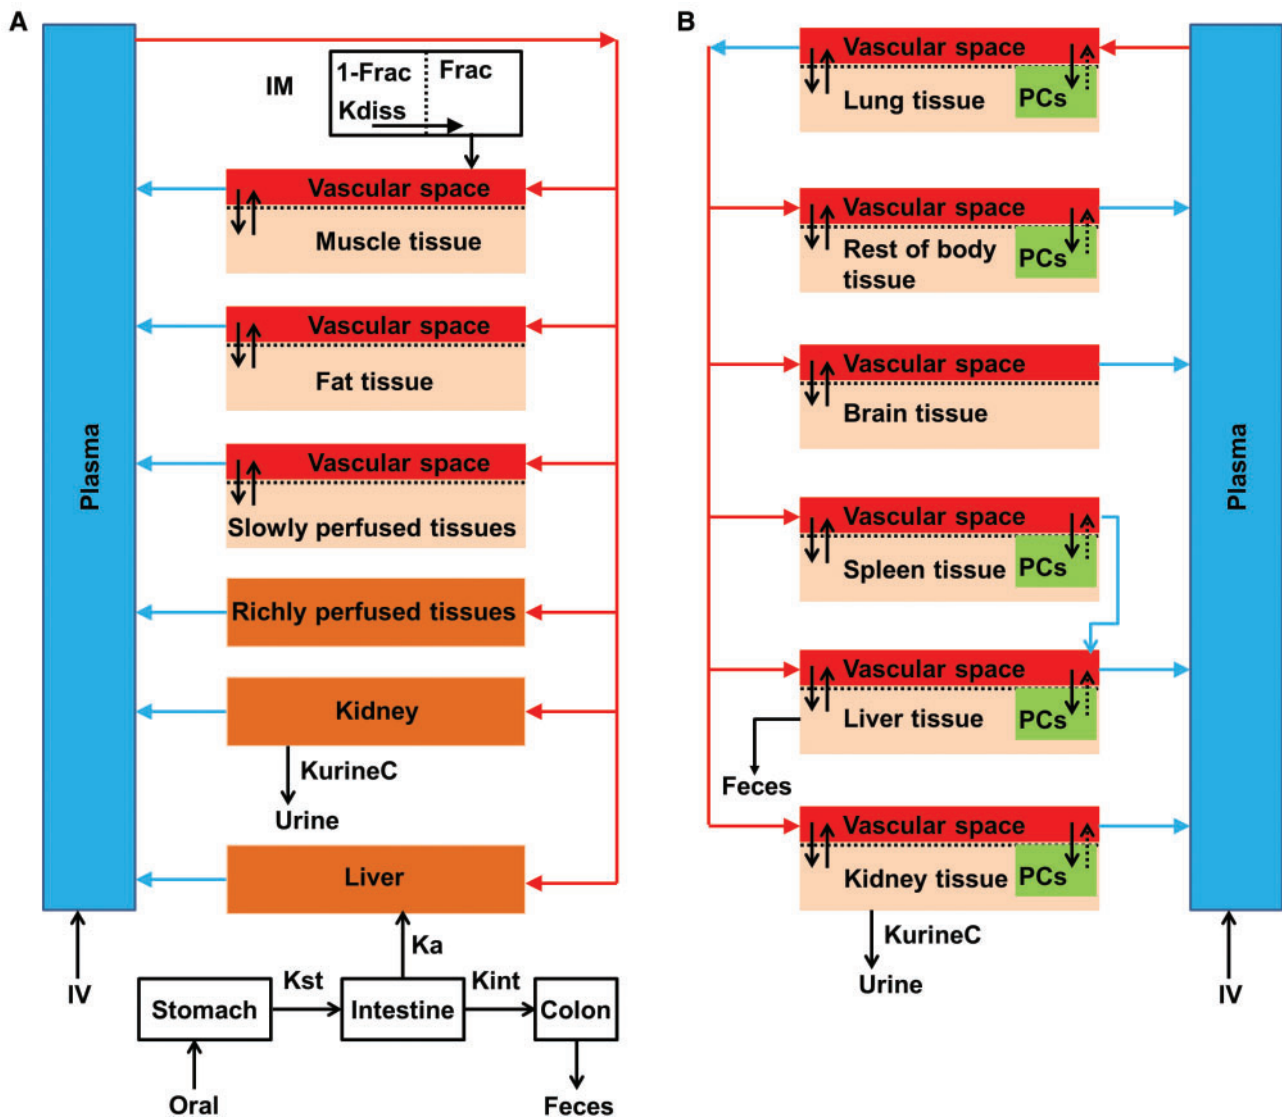 A
IM
1-Frac
Frac
Kdiss
Vascular space
Muscle tissue
Vascular space
Fat tissue
Vascular space
Slowly perfused tissues
Richly perfused tissues
Kidney
KurineC
Urine
Liver
Ka
Plasma
IV
Kst
Kint
Stomach
Intestine
Colon
Oral
Feces
B
Vascular space
Lung tissue
PCs
Vascular space
Rest of body
tissue
PCs
Vascular space
Brain tissue
Vascular space
Spleen tissue
PCs
Vascular space
Liver tissue
PCs
Feces
Vascular space
Kidney tissue
PCs
KurineC
Urine
Plasma
IV